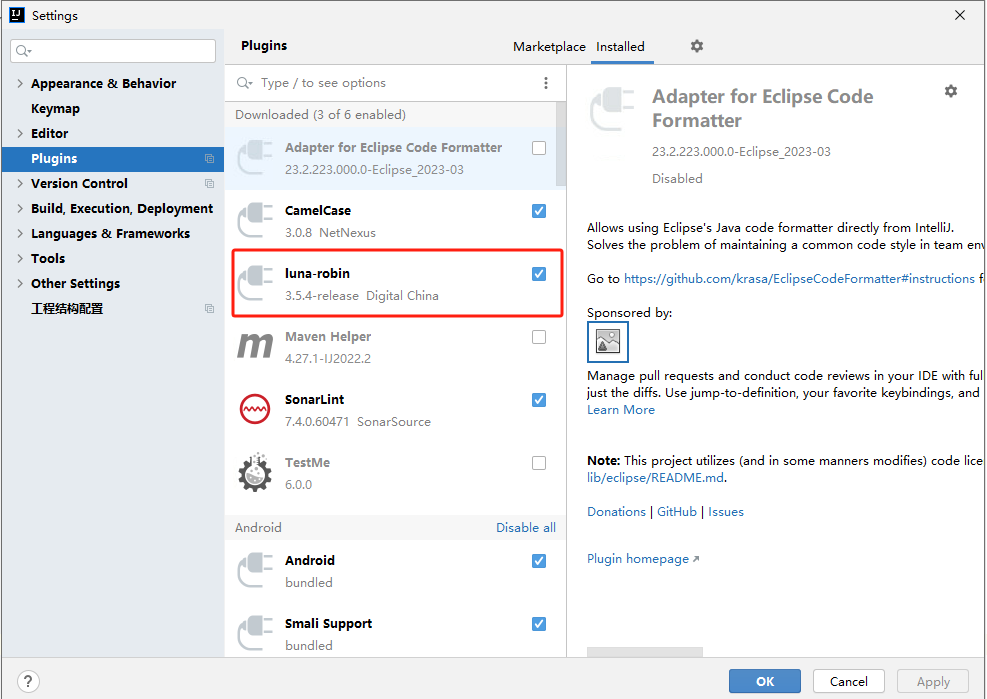 Settings
Appearance & Behavior
Keymap
Editor
Plugins
Version Control
Build, Execution, Deployment
Languages & Frameworks
Tools
Other Settings
工程结构配置
Plugins
Marketplace
Installed
Type / to see options
Downloaded (3 of 6 enabled)
Adapter for Eclipse Code Formatter
23.2.223.000.0-Eclipse_2023-03
CamelCase
3.0.8 NetNexus
luna-robin
3.5.4-release Digital China
Maven Helper
4.27.1-IJ2022.2
SonarLint
7.4.0.60471 SonarSource
TestMe
6.0.0
Android
Disable all
Android
bundled
Smali Support
bundled
Adapter for Eclipse Code
Formatter
23.2.223.000.0-Eclipse_2023-03
Disabled
Allows using Eclipse's Java code formatter directly from IntelliJ.
Solves the problem of maintaining a common code style in team env
Go to https://github.com/krasa/EclipseCodeFormatter#instructions f
Sponsored by:
Manage pull requests and conduct code reviews in your IDE with full
just the diffs. Use jump-to-definition, your favorite keybindings, and
Learn More
Note: This project utilizes (and in some manners modifies) code lice
lib/eclipse/README.md.
Donations | GitHub | Issues
Plugin homepage
?
OK
Cancel
Apply